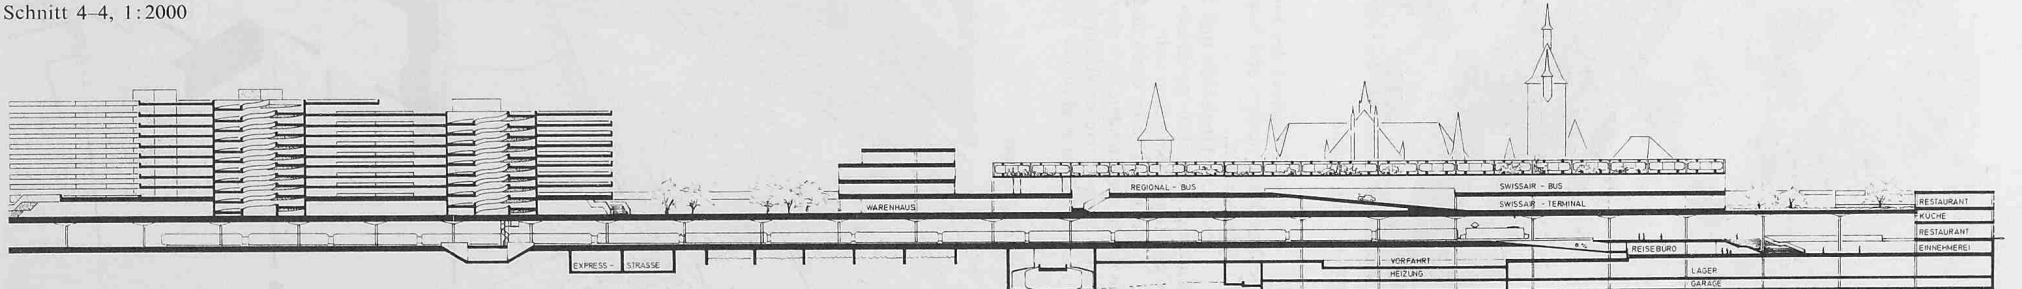 Schnitt 4–4, 1:2000
REGIONAL - BUS
SWISSAIR - BUS
WARENHAUS
SWISSAIR - TERMINAL
RESTAURANT
KÜCHE
RESTAURANT
REISEBÜRO
EINNEHMEREI
EXPRESS- STRASSE
VORFAHRT
HEIZUNG
LAGER
GARAGE